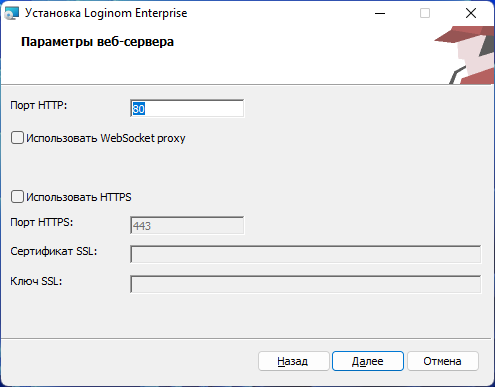 Установка Loginom Enterprise
Параметры веб-сервера
Порт HTTP: 80
Использовать WebSocket proxy
Использовать HTTPS
Порт HTTPS: 443
Сертификат SSL:
Ключ SSL:
Назад Далее Отмена